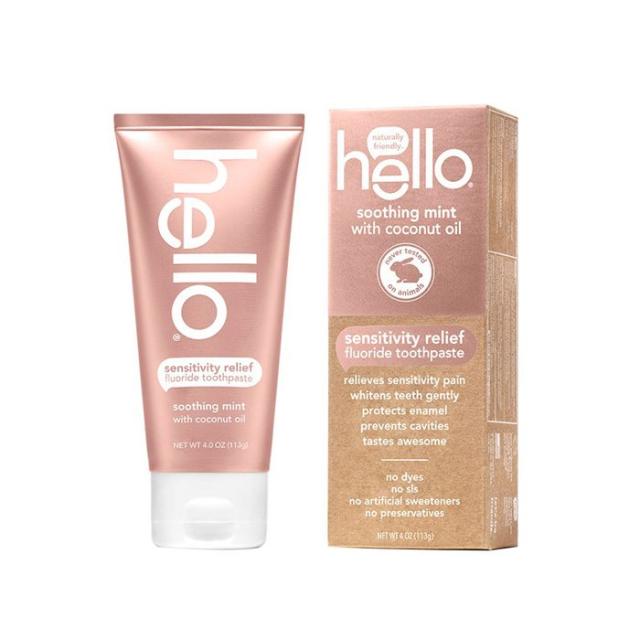 hello®
sensitivity relief
fluoride toothpaste
soothing mint
with coconut oil
NET WT 4.0 OZ (113g)
naturally
friendly™
hello®
soothing mint
with coconut oil
never tested
on animals
sensitivity relief
fluoride toothpaste
relieves sensitivity pain
whitens teeth gently
protects enamel
prevents cavities
tastes awesome
no dyes
no sls
no artificial sweeteners
no preservatives
NET WT 4 OZ (113g)